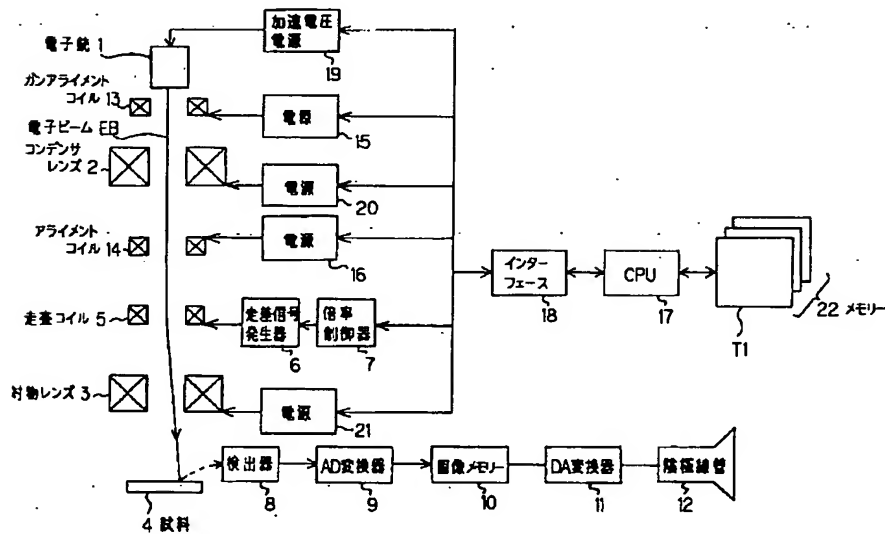 電子銃 1
加速電圧
電源
19
ガンアライメント
コイル 13
電源
15
電子ビーム EB
コンデンサ
レンズ 2
電源
20
アライメント
コイル 14
電源
16
インター
フェース
18
CPU
17
22 メモリー
T1
走査コイル 5
走査信号
発生器
6
倍率
制御器
7
対物レンズ 3
電源
21
検出器
8
AD変換器
9
画像メモリー
10
DA変換器
11
陰極線管
12
4 試料